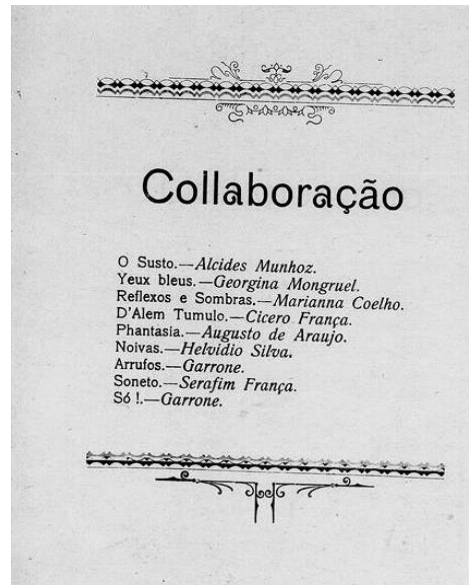 Collaboração
O Susto.—Alcides Munhoz.
Yeux bleus.—Georgina Mongruel.
Reflexos e Sombras.—Marianna Coelho.
D'Alem Tumulo.—Cicero França.
Phantasia.—Augusto de Araujo.
Noivas.—Helvidio Silva.
Arrufos.—Garrone.
Soneto.—Serafim França.
Só !.—Garrone.